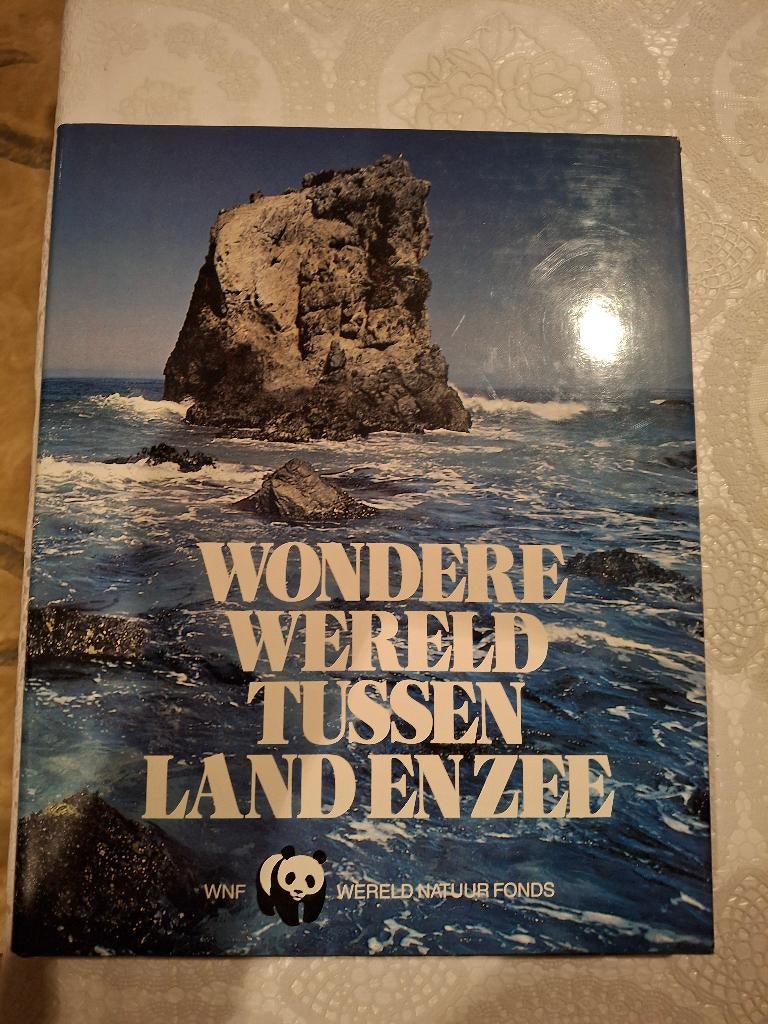 WONDERE
WERELD
TUSSEN
LAND EN ZEE
WNF WERELD NATUUR FONDS